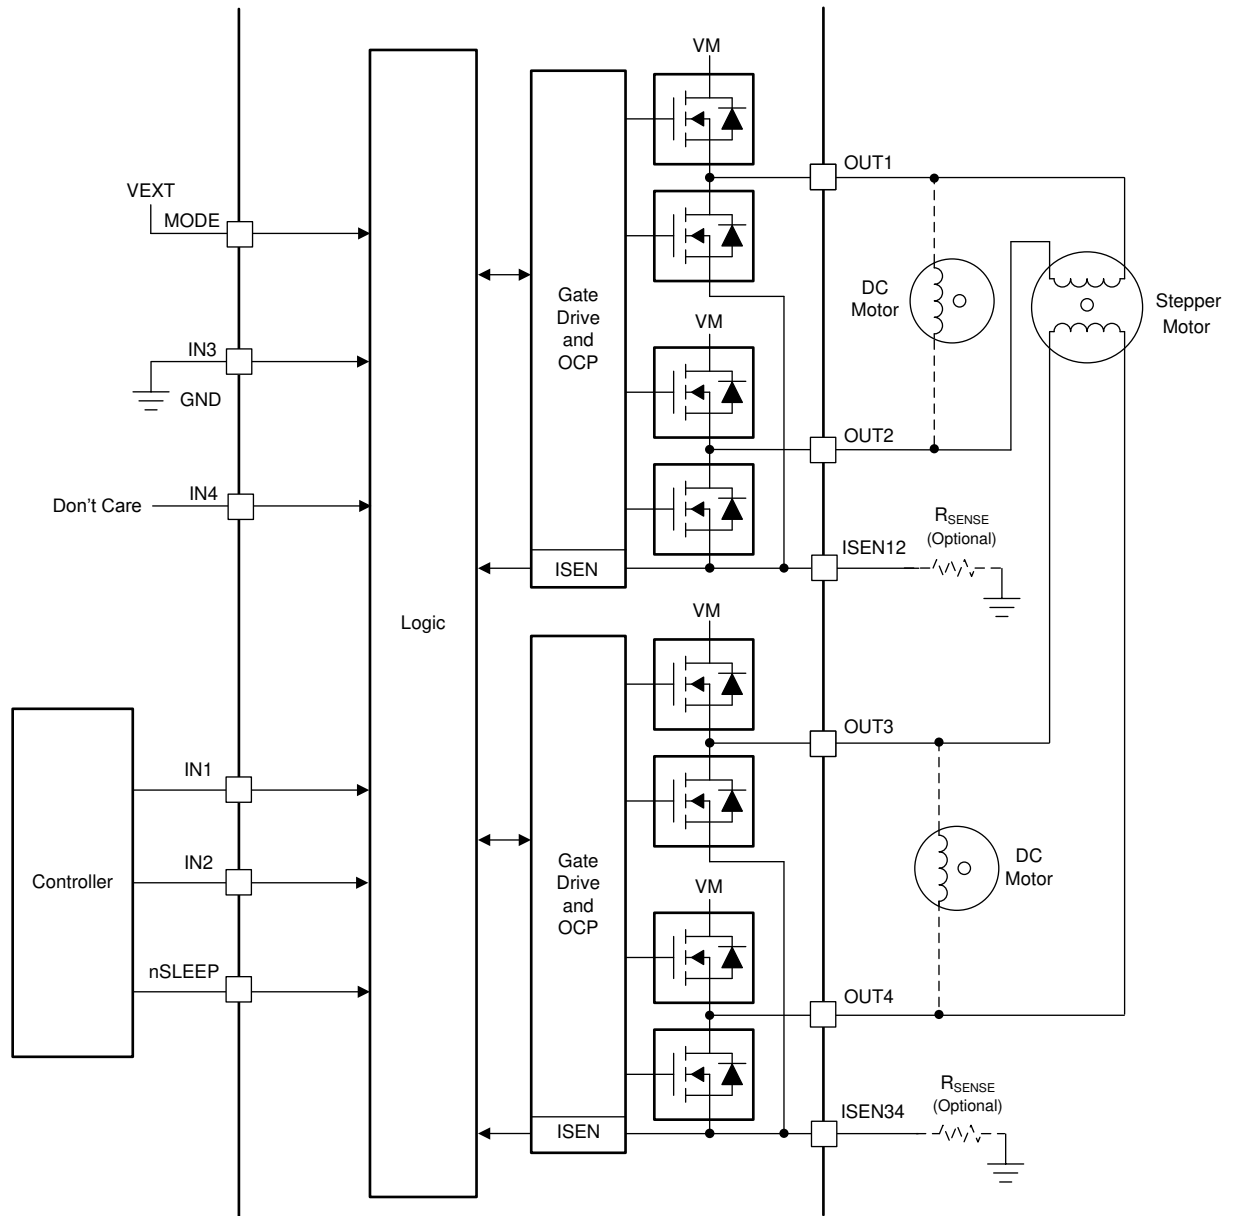 VM
OUT1
VEXT
MODE
Gate
Drive
and
OCP
DC
Motor
Stepper
Motor
VM
IN3
GND
OUT2
IN4
Don't Care
RSENSE
(Optional)
ISEN12
ISEN
VM
Logic
OUT3
IN1
Gate
Drive
and
OCP
DC
Motor
IN2
Controller
VM
nSLEEP
OUT4
RSENSE
(Optional)
ISEN34
ISEN